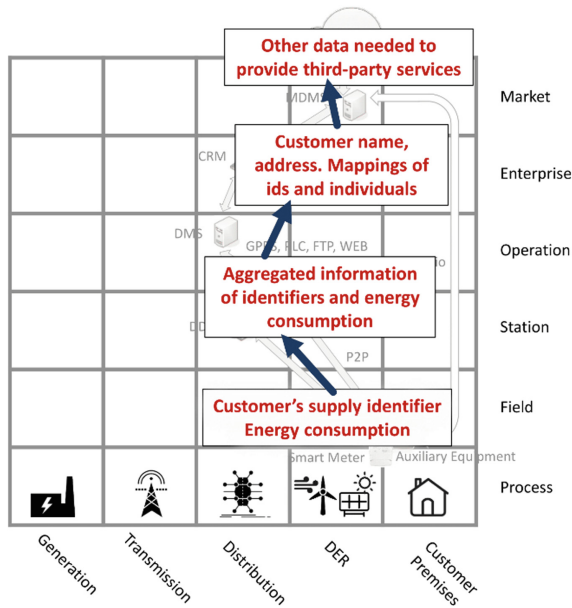 Other data needed to
provide third-party services
Market
MDMS
Customer name,
address. Mappings of
ids and individuals
CRM
Enterprise
DMS
GPRS, PLC, FTP, WEB
Operation
Aggregated information
of identifiers and energy
consumption
Station
P2P
Customer's supply identifier
Energy consumption
Field
Smart Meter
Auxiliary Equipment
Process
Generation
Transmission
Distribution
DER
Customer
Premises